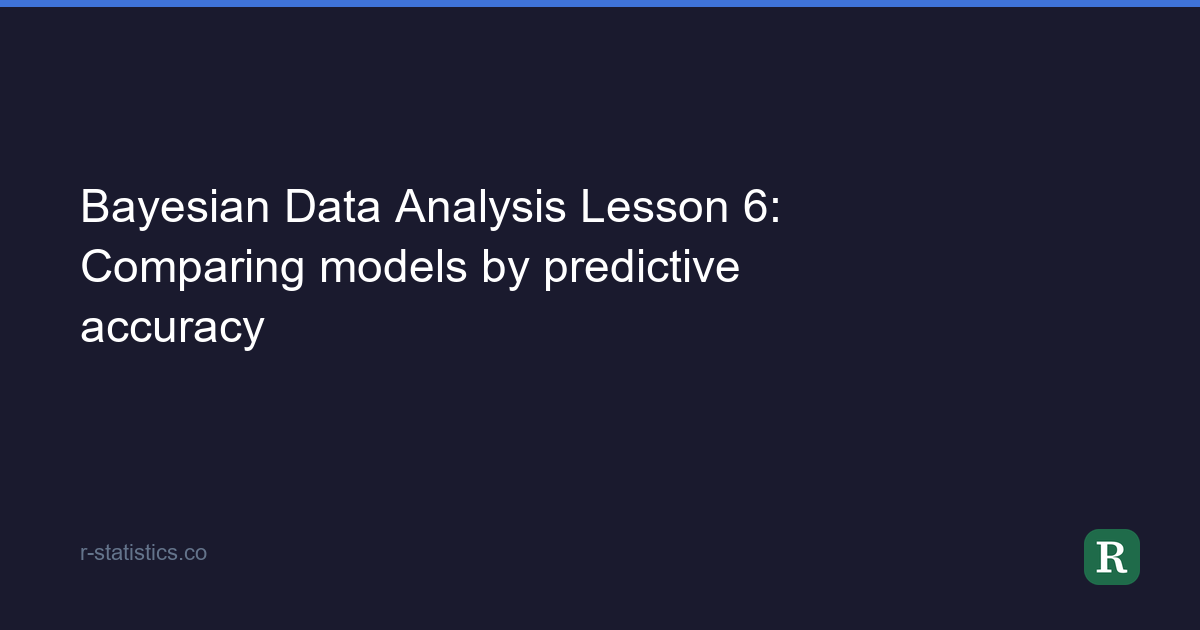 Bayesian Data Analysis Lesson 6:
Comparing models by predictive
accuracy
r-statistics.co
R